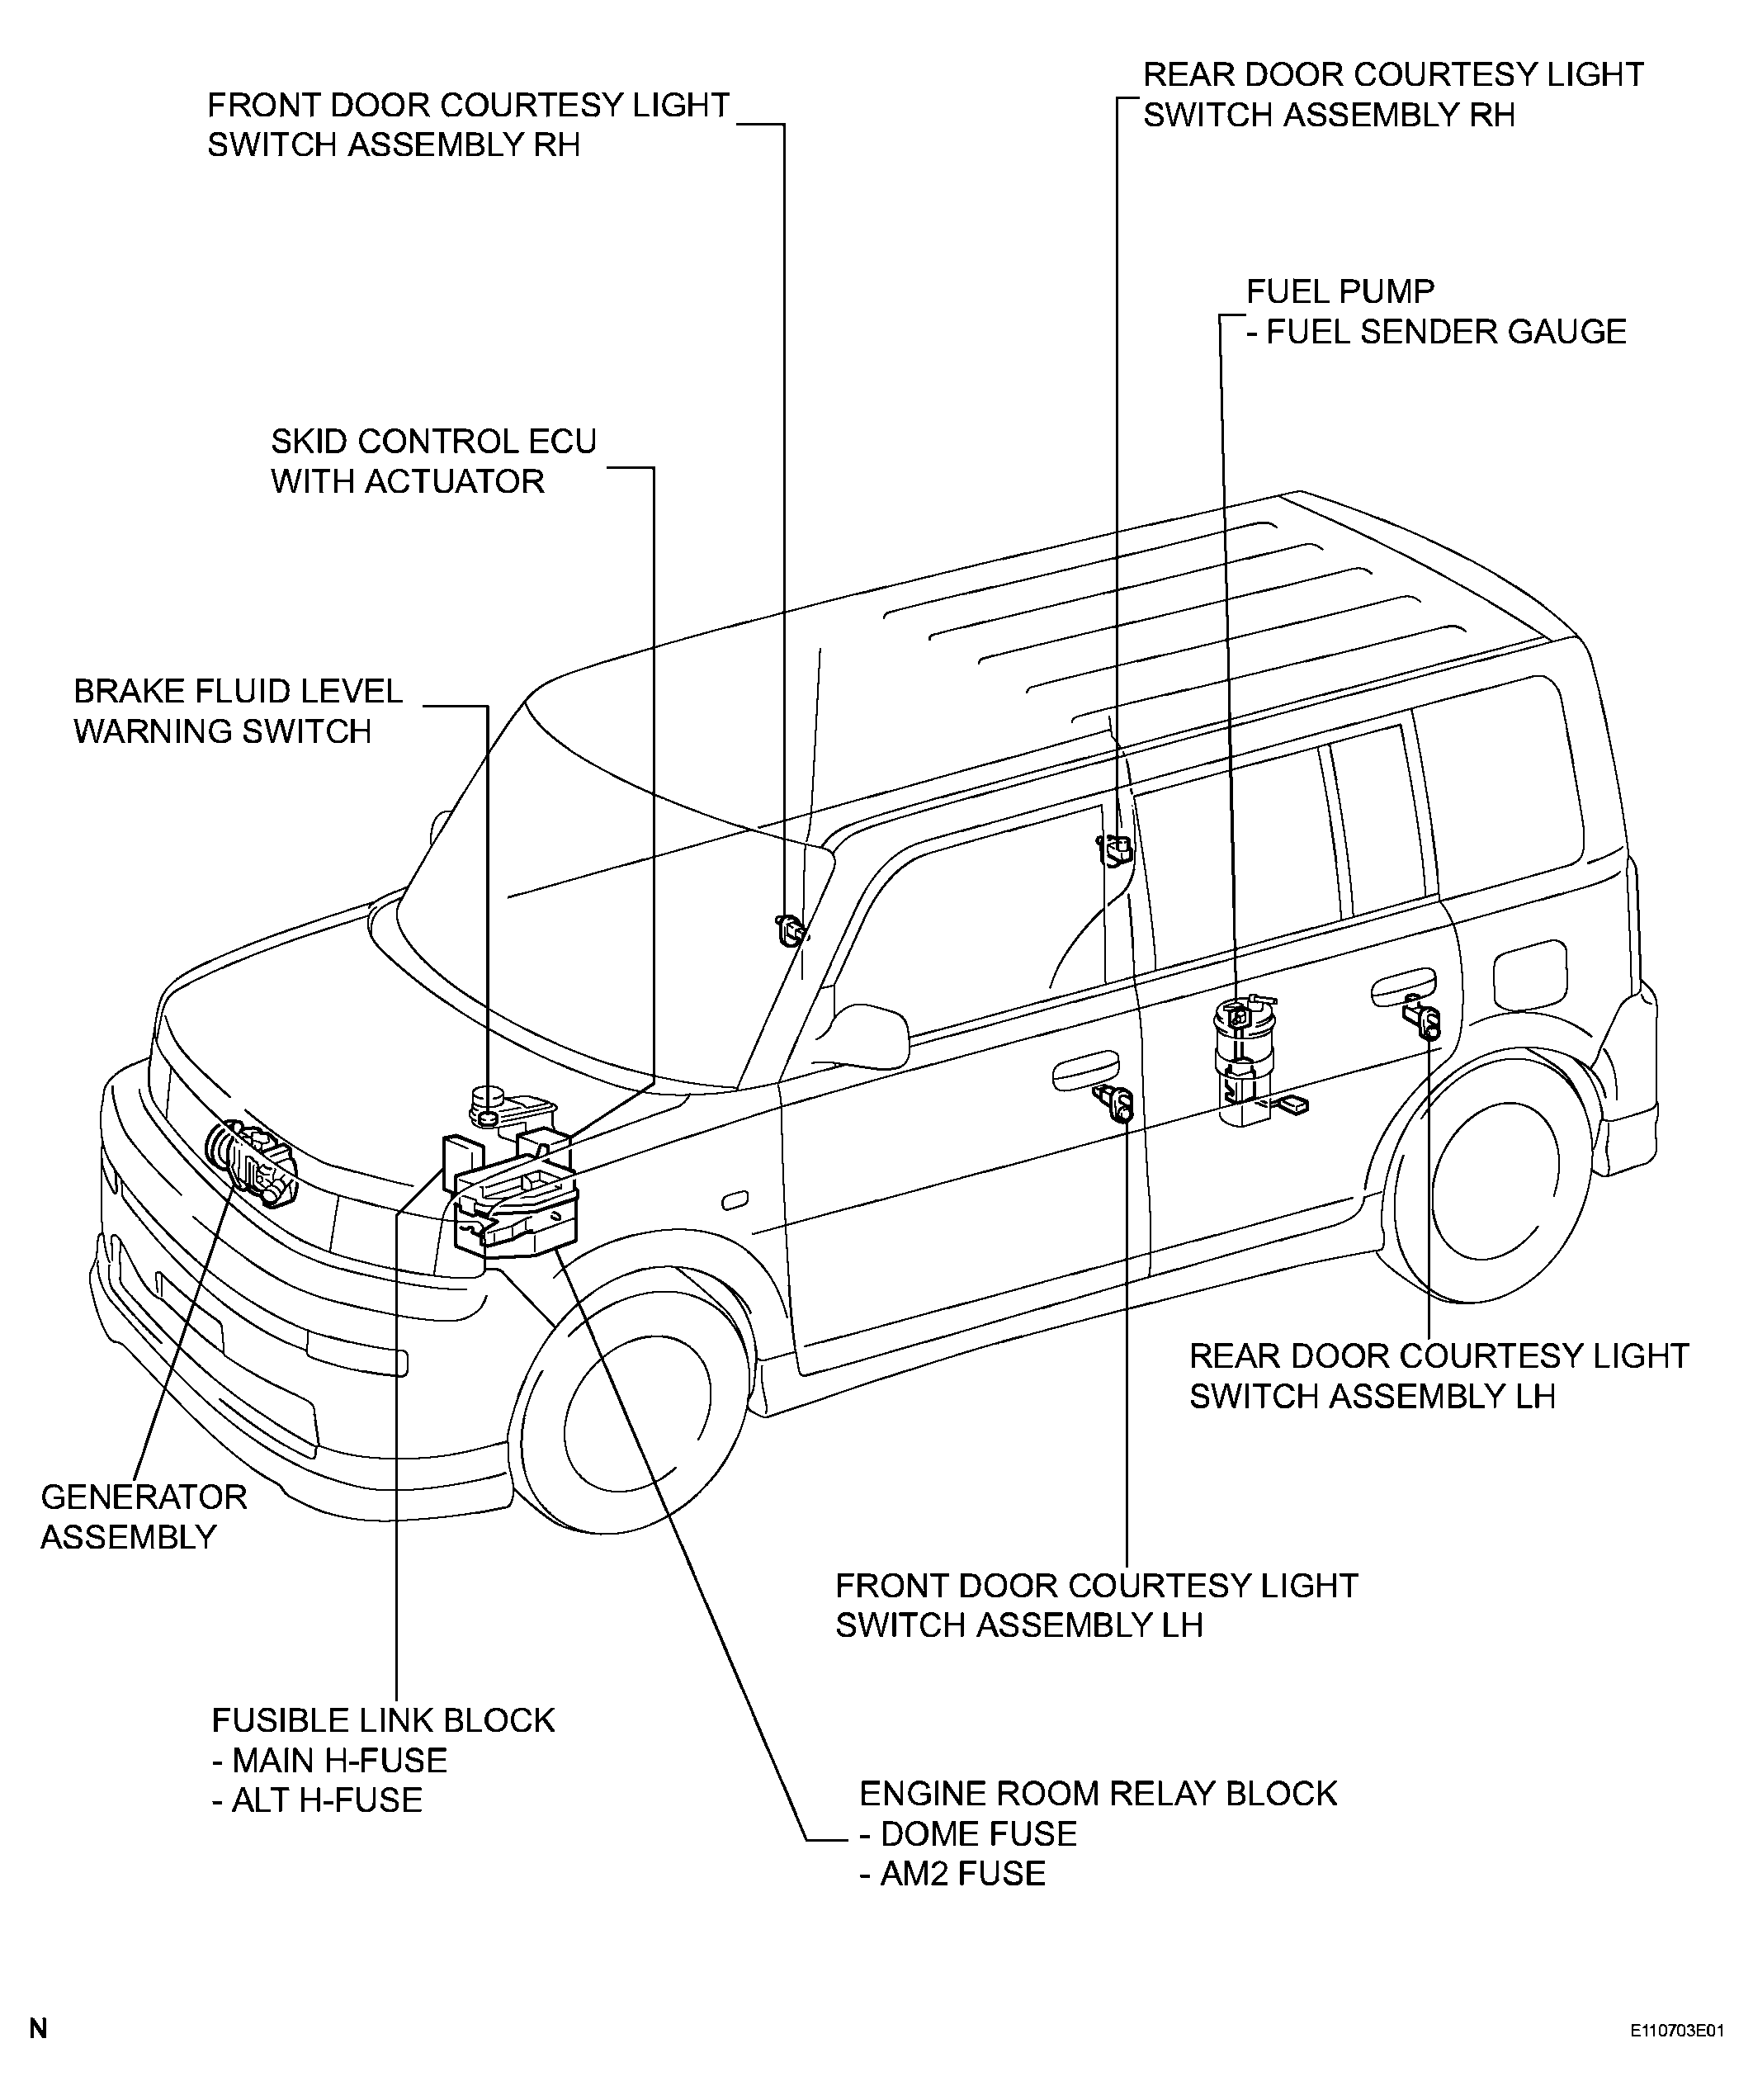 REAR DOOR COURTESY LIGHT
SWITCH ASSEMBLY RH
FRONT DOOR COURTESY LIGHT
SWITCH ASSEMBLY RH
FUEL PUMP
- FUEL SENDER GAUGE
SKID CONTROL ECU
WITH ACTUATOR
BRAKE FLUID LEVEL
WARNING SWITCH
REAR DOOR COURTESY LIGHT
SWITCH ASSEMBLY LH
GENERATOR
ASSEMBLY
FRONT DOOR COURTESY LIGHT
SWITCH ASSEMBLY LH
FUSIBLE LINK BLOCK
- MAIN H-FUSE
- ALT H-FUSE
ENGINE ROOM RELAY BLOCK
- DOME FUSE
- AM2 FUSE
N
E110703E01